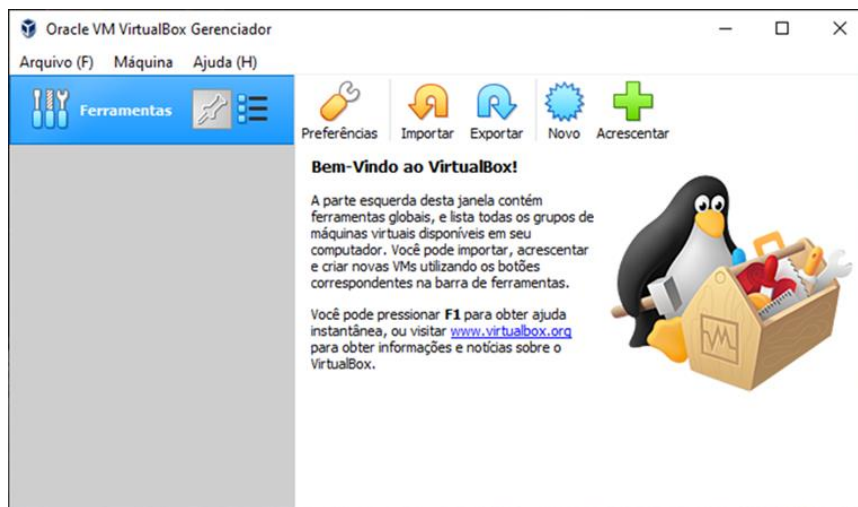 Oracle VM VirtualBox Gerenciador
Arquivo (F) Máquina Ajuda (H)
Ferramentas
Preferências Importar Exportar Novo Acrescentar
Bem-Vindo ao VirtualBox!
A parte esquerda desta janela contém
ferramentas globais, e lista todas os grupos de
máquinas virtuais disponíveis em seu
computador. Você pode importar, acrescentar
e criar novas VMs utilizando os botões
correspondentes na barra de ferramentas.
Você pode pressionar F1 para obter ajuda
instantânea, ou visitar www.virtualbox.org
para obter informações e notícias sobre o
VirtualBox.